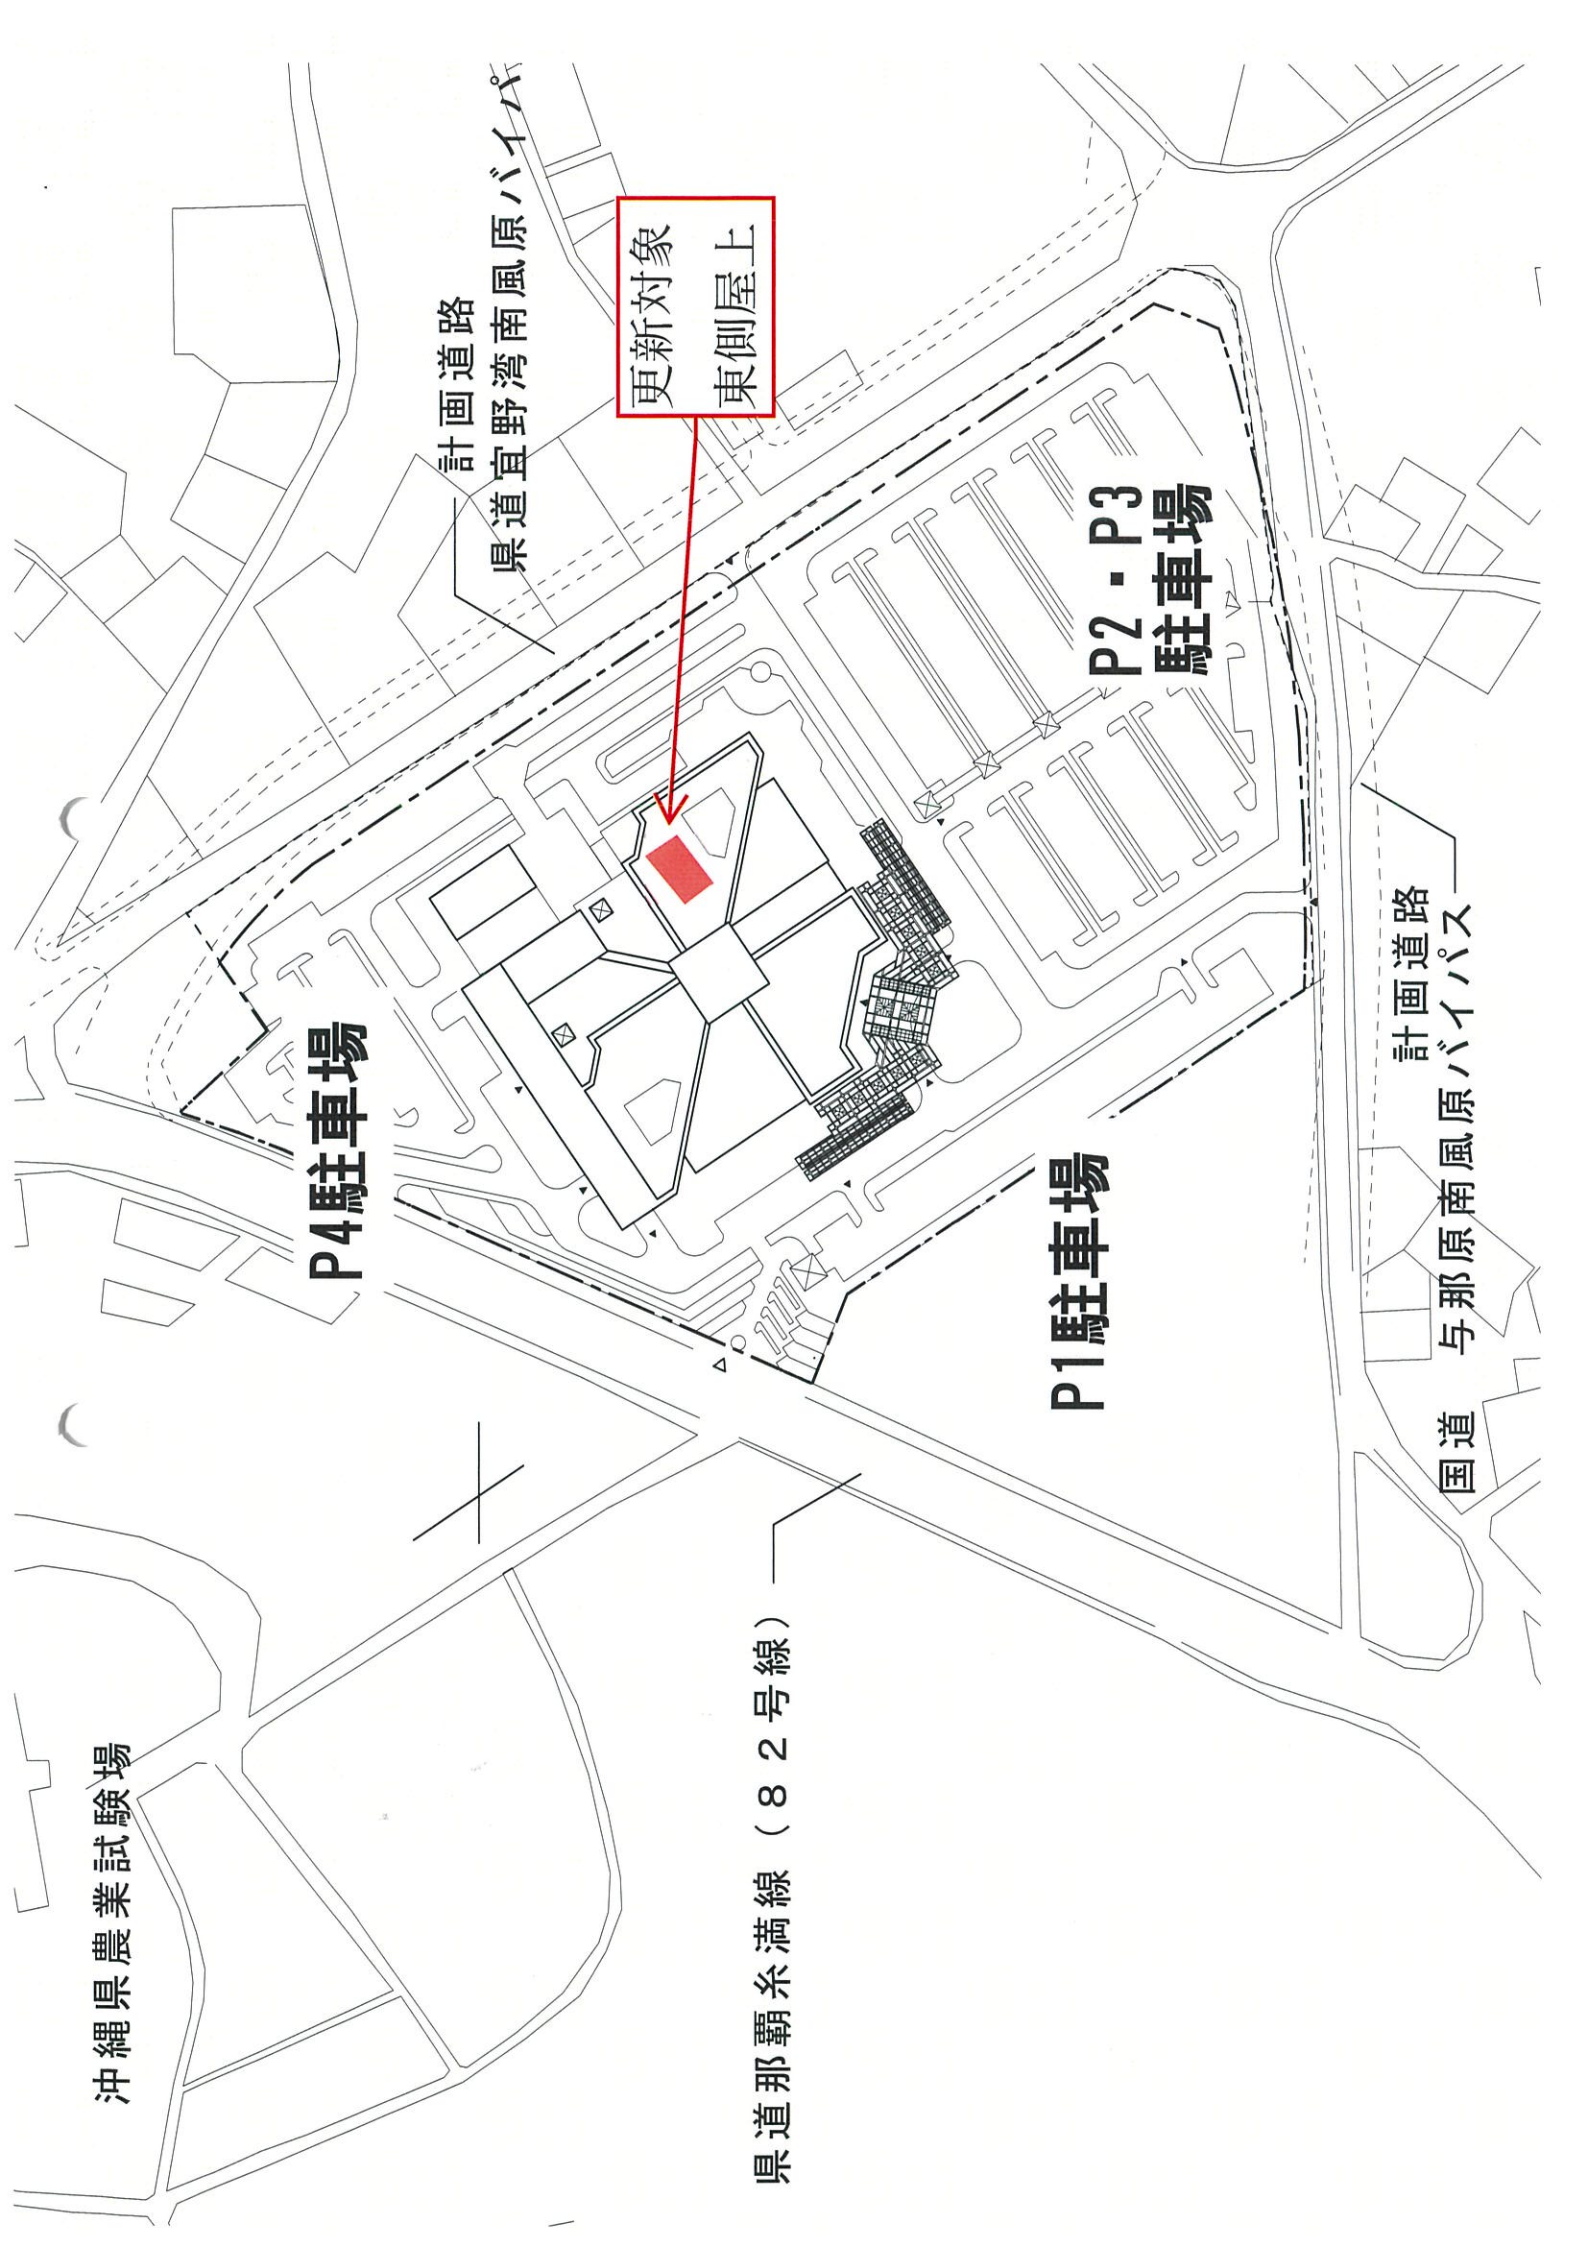 沖縄県農業試験場
P4駐車場
計画道路
県道宜野湾南風原バイパ
更新対象
東側屋上
県道那覇糸満線（８２号線）
P1駐車場
P2・P3
駐車場
計画道路
国道　与那原南風原バイパス